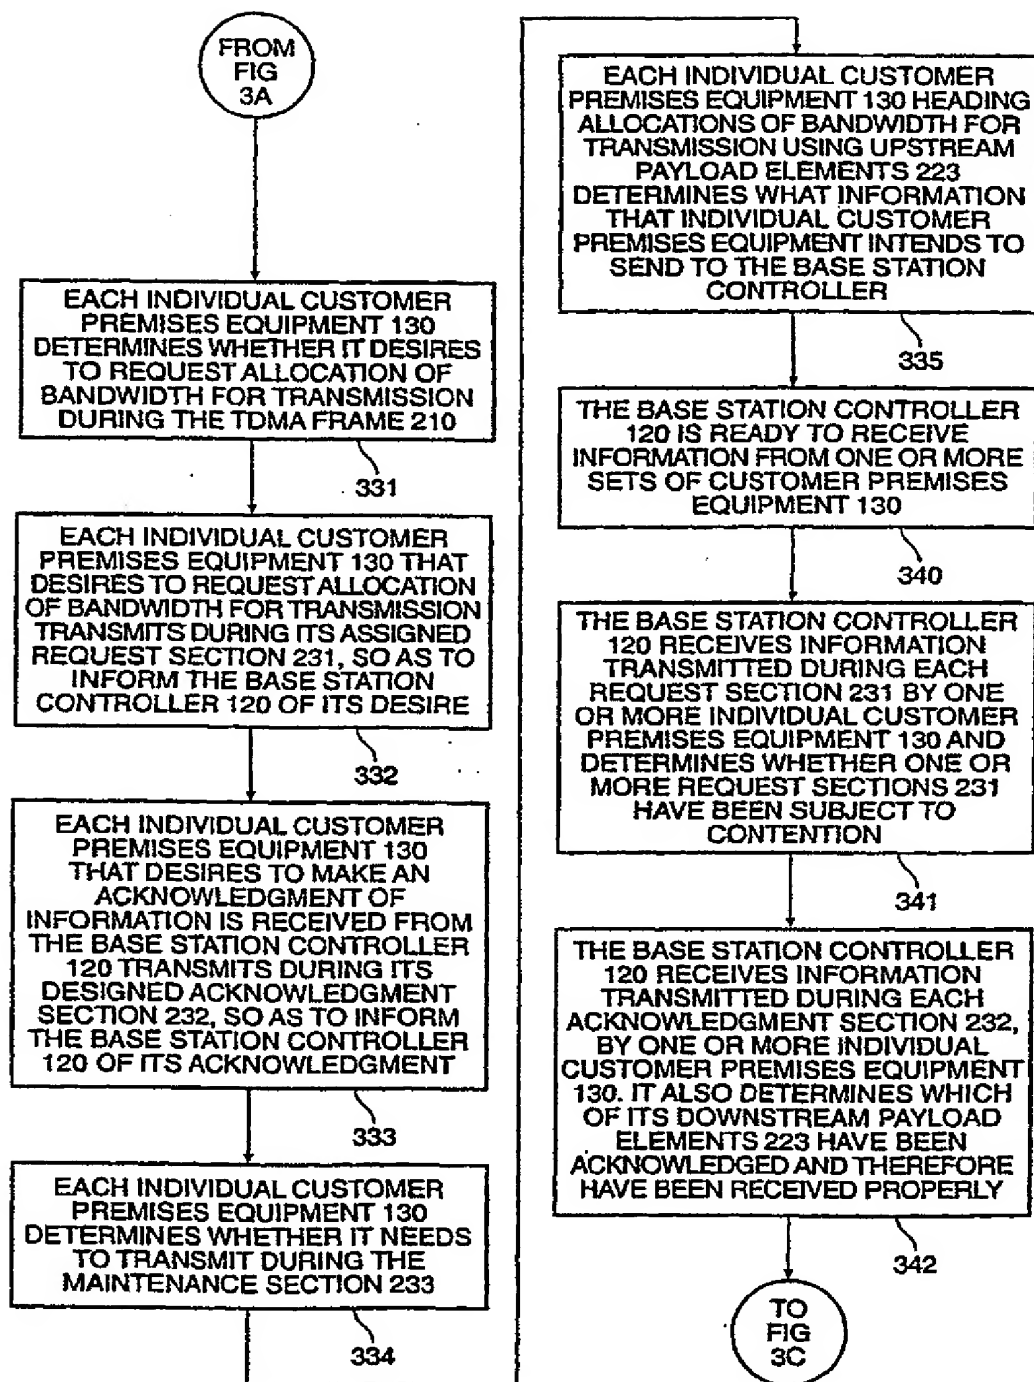 FROM
FIG
3A
EACH INDIVIDUAL CUSTOMER
PREMISES EQUIPMENT 130
DETERMINES WHETHER IT DESIRES
TO REQUEST ALLOCATION OF
BANDWIDTH FOR TRANSMISSION
DURING THE TDMA FRAME 210
331
EACH INDIVIDUAL CUSTOMER
PREMISES EQUIPMENT 130 THAT
DESIRES TO REQUEST ALLOCATION
OF BANDWIDTH FOR TRANSMISSION
TRANSMITS DURING ITS ASSIGNED
REQUEST SECTION 231, SO AS TO
INFORM THE BASE STATION
CONTROLLER 120 OF ITS DESIRE
332
EACH INDIVIDUAL CUSTOMER
PREMISES EQUIPMENT 130
THAT DESIRES TO MAKE AN
ACKNOWLEDGMENT OF
INFORMATION IS RECEIVED FROM
THE BASE STATION CONTROLLER
120 TRANSMITS DURING ITS
DESIGNED ACKNOWLEDGMENT
SECTION 232, SO AS TO INFORM
THE BASE STATION CONTROLLER
120 OF ITS ACKNOWLEDGMENT
333
EACH INDIVIDUAL CUSTOMER
PREMISES EQUIPMENT 130
DETERMINES WHETHER IT NEEDS
TO TRANSMIT DURING THE
MAINTENANCE SECTION 233
334
EACH INDIVIDUAL CUSTOMER
PREMISES EQUIPMENT 130 HEADING
ALLOCATIONS OF BANDWIDTH FOR
TRANSMISSION USING UPSTREAM
PAYLOAD ELEMENTS 223
DETERMINES WHAT INFORMATION
THAT INDIVIDUAL CUSTOMER
PREMISES EQUIPMENT INTENDS TO
SEND TO THE BASE STATION
CONTROLLER
335
THE BASE STATION CONTROLLER
120 IS READY TO RECEIVE
INFORMATION FROM ONE OR MORE
SETS OF CUSTOMER PREMISES
EQUIPMENT 130
340
THE BASE STATION CONTROLLER
120 RECEIVES INFORMATION
TRANSMITTED DURING EACH
REQUEST SECTION 231 BY ONE
OR MORE INDIVIDUAL CUSTOMER
PREMISES EQUIPMENT 130 AND
DETERMINES WHETHER ONE OR
MORE REQUEST SECTIONS 231
HAVE BEEN SUBJECT TO
CONTENTION
341
THE BASE STATION CONTROLLER
120 RECEIVES INFORMATION
TRANSMITTED DURING EACH
ACKNOWLEDGMENT SECTION 232,
BY ONE OR MORE INDIVIDUAL
CUSTOMER PREMISES EQUIPMENT
130. IT ALSO DETERMINES WHICH
OF ITS DOWNSTREAM PAYLOAD
ELEMENTS 223 HAVE BEEN
ACKNOWLEDGED AND THEREFORE
HAVE BEEN RECEIVED PROPERLY
342
TO
FIG
3C